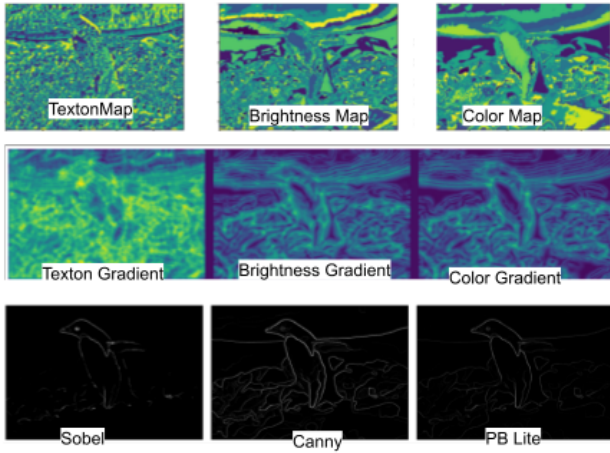 TextonMap
Brightness Map
Color Map
Texton Gradient
Brightness Gradient
Color Gradient
Sobel
Canny
PB Lite